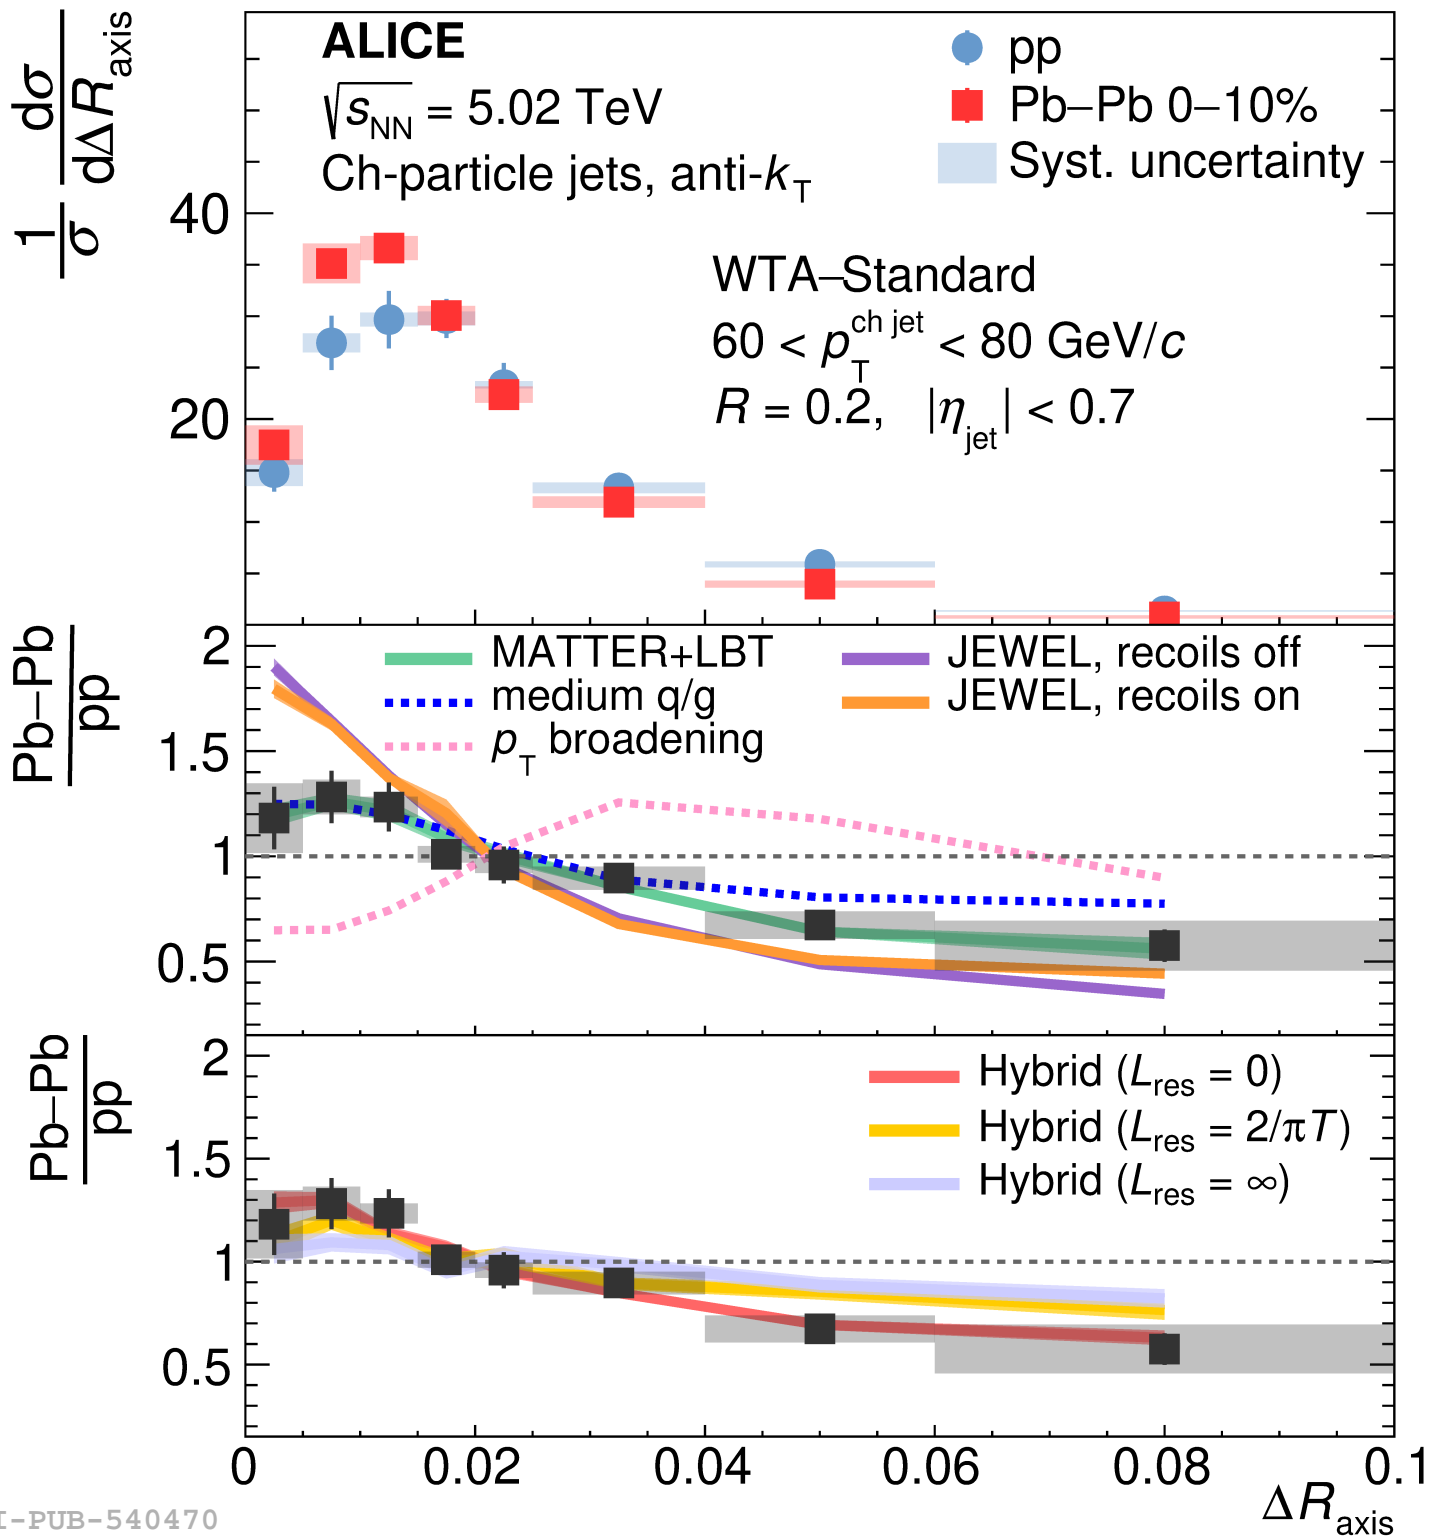 1/σ dσ/dΔR_axis
ALICE
√s_NN = 5.02 TeV
Ch-particle jets, anti-k_T
pp
Pb–Pb 0–10%
Syst. uncertainty
WTA–Standard
60 < p_T^ch jet < 80 GeV/c
R = 0.2, |η_jet| < 0.7
40
20
Pb–Pb
pp
MATTER+LBT
medium q/g
p_T broadening
JEWEL, recoils off
JEWEL, recoils on
2
1.5
1
0.5
Pb–Pb
pp
Hybrid (L_res = 0)
Hybrid (L_res = 2/πT)
Hybrid (L_res = ∞)
2
1.5
1
0.5
0 0.02 0.04 0.06 0.08 0.1
ΔR_axis
I-PUB-540470